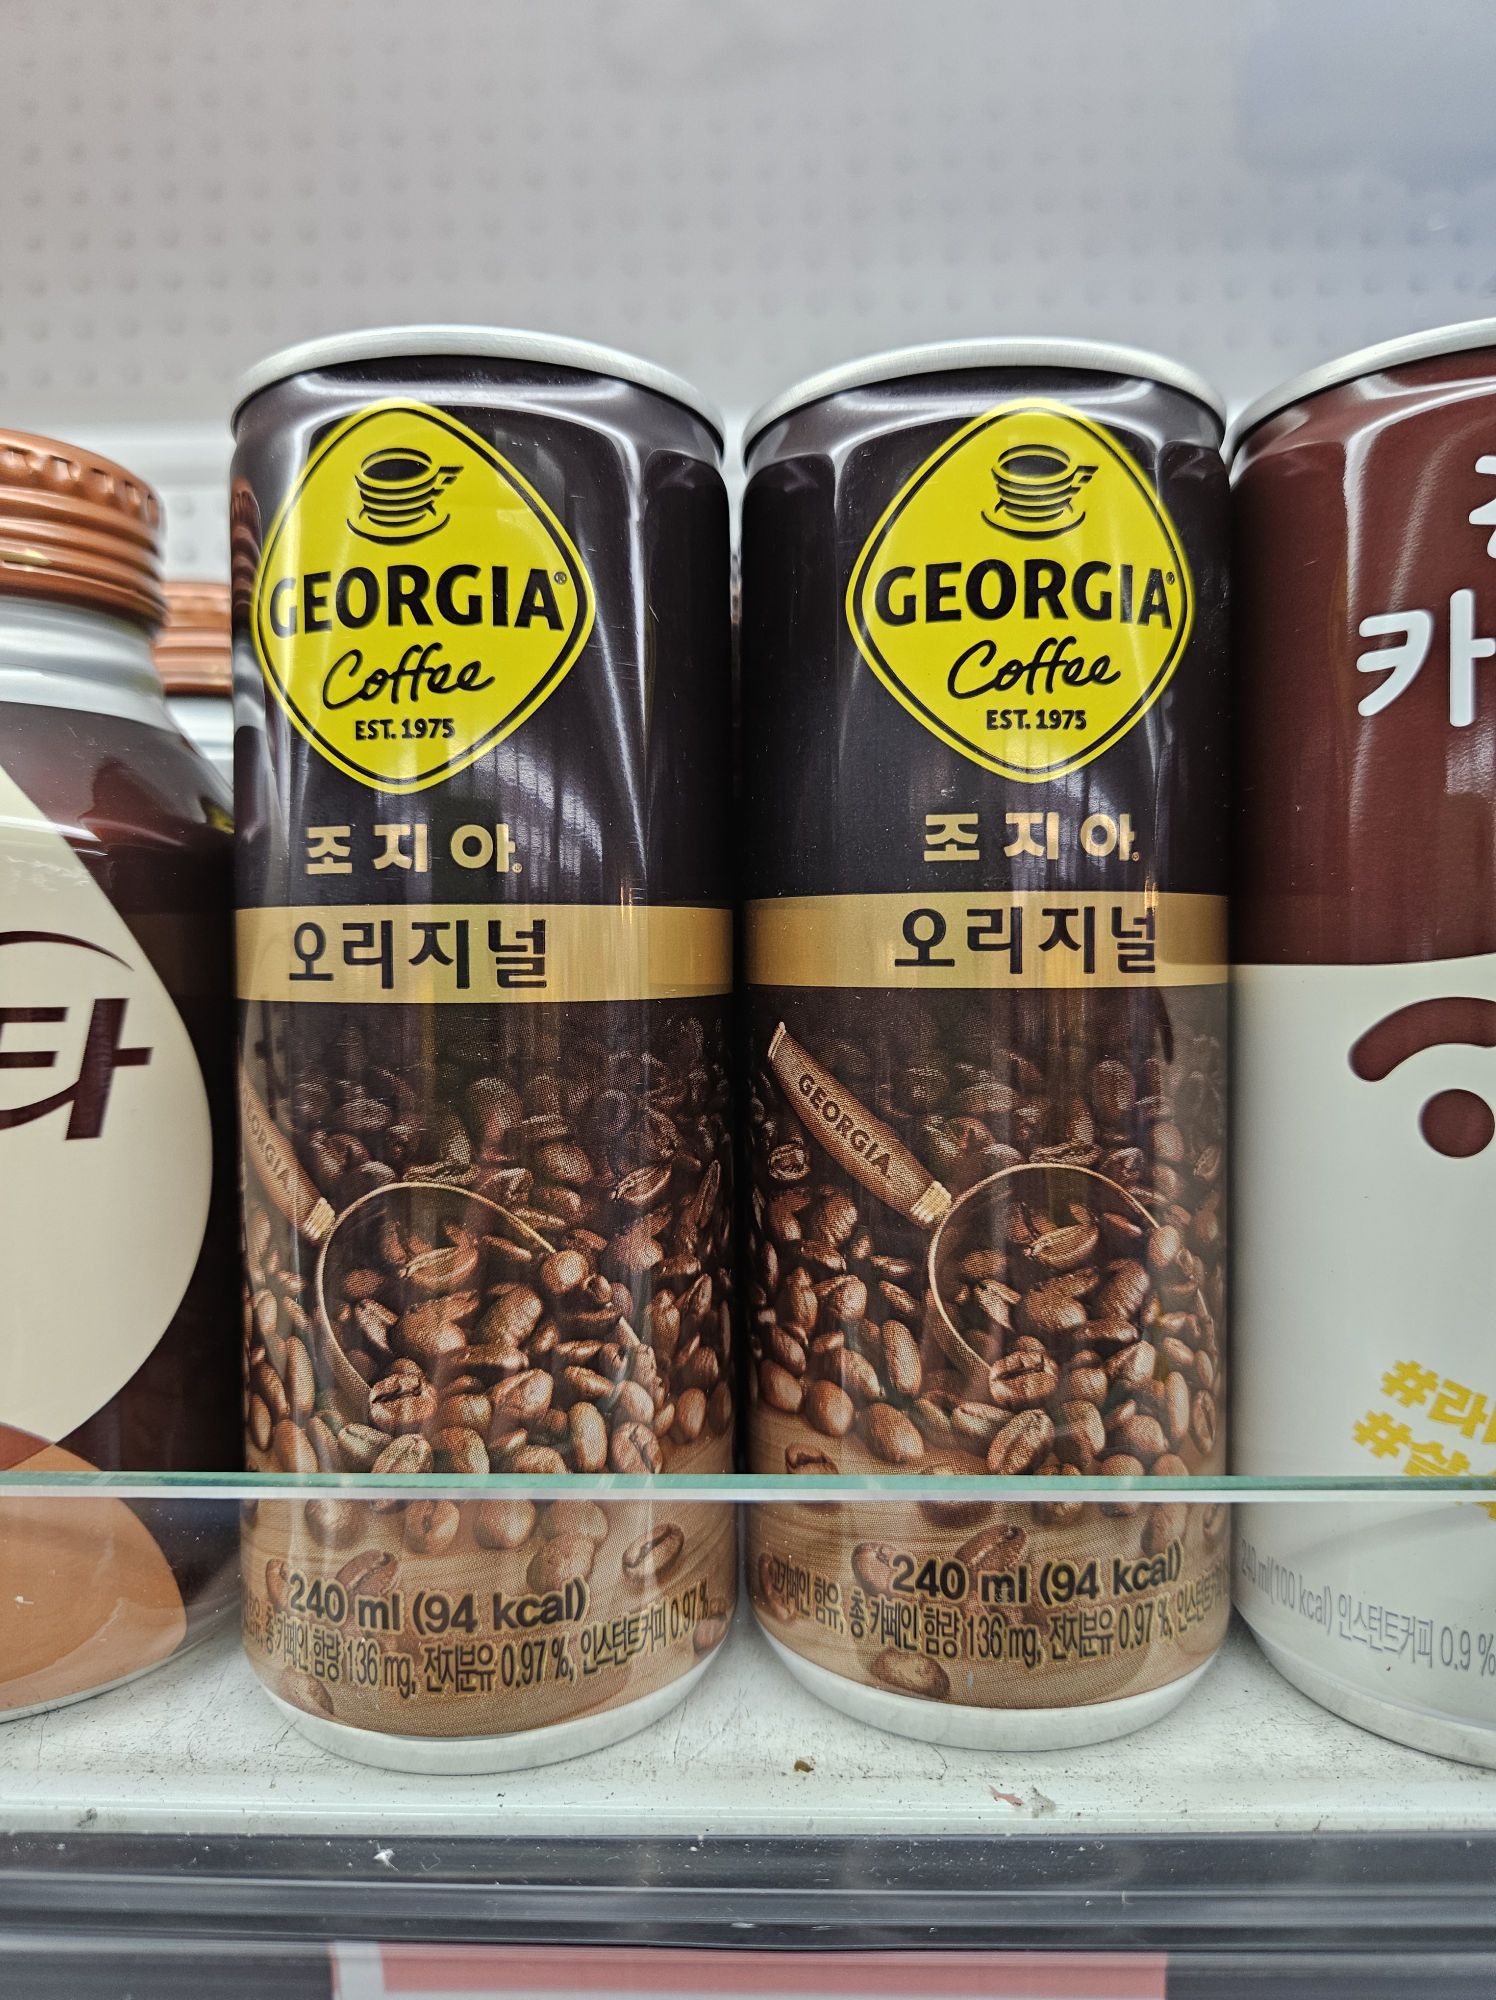 GEORGIA®
Coffee
EST. 1975
조지아®
오리지널
GEORGIA
240 ml (94 kcal)
총 카페인 함량 136 mg, 전지분유 0.97 %, 인스턴트커피 0.97 %
GEORGIA®
Coffee
EST. 1975
조지아®
오리지널
GEORGIA
240 ml (94 kcal)
고카페인 함유, 총 카페인 함량 136 mg, 전지분유 0.97 %,
타
카
240 ml(100 kcal) 인스턴트커피 0.9 %